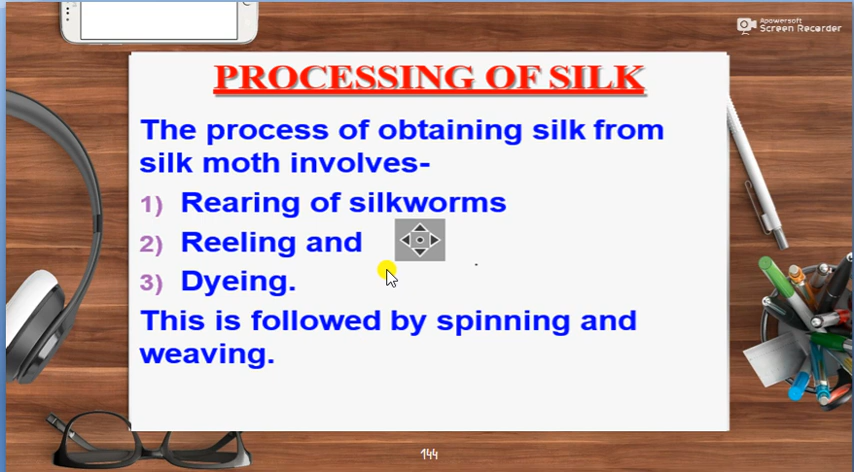 Apowersoft
Screen Recorder
PROCESSING OF SILK
The process of obtaining silk from
silk moth involves-
1) Rearing of silkworms
2) Reeling and
3) Dyeing.
This is followed by spinning and
weaving.
144